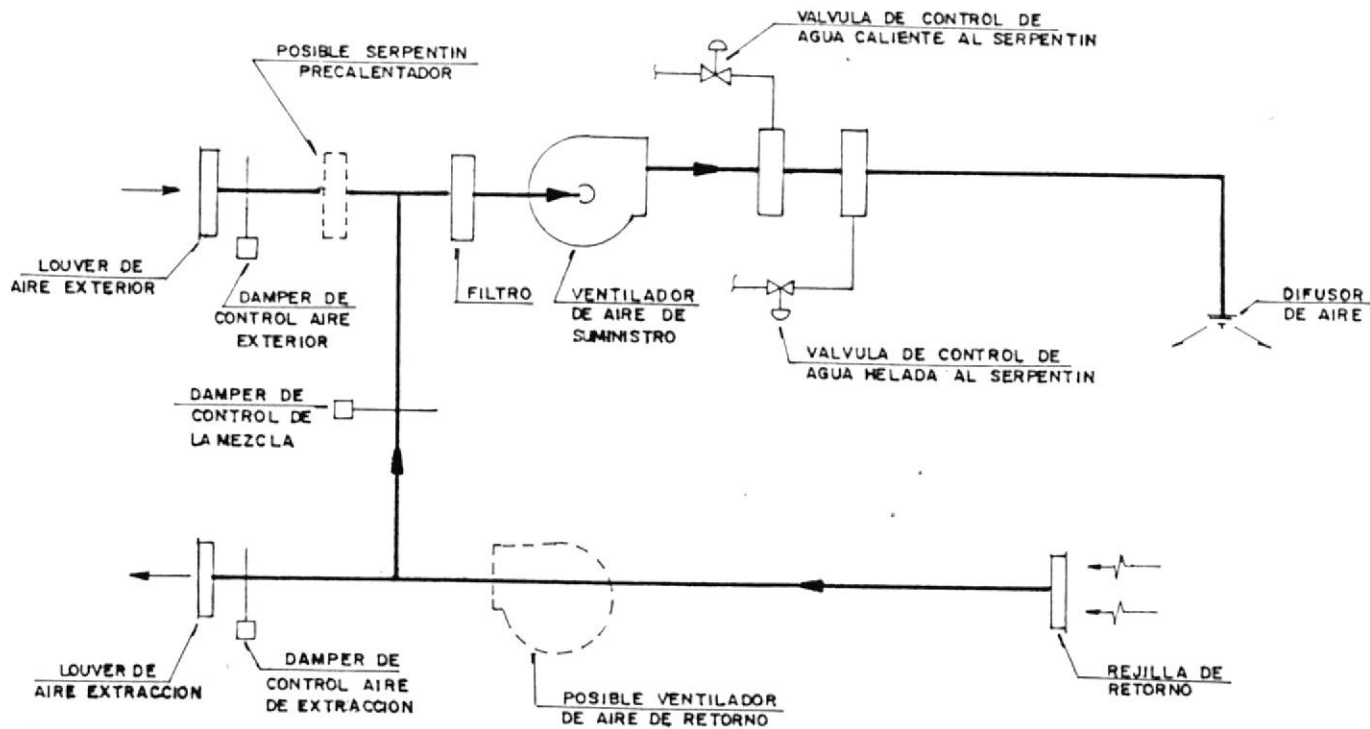 VALVULA DE CONTROL DE
AGUA CALIENTE AL SERPENTIN
POSIBLE SERPENTIN
PRECALENTADOR
LOUVER DE
AIRE EXTERIOR
DAMPER DE
CONTROL AIRE
EXTERIOR
FILTRO
VENTILADOR
DE AIRE DE
SUMINISTRO
DIFUSOR
DE AIRE
VALVULA DE CONTROL DE
AGUA HELADA AL SERPENTIN
DAMPER DE
CONTROL DE
LA MEZCLA
LOUVER DE
AIRE EXTRACCION
DAMPER DE
CONTROL AIRE
DE EXTRACCION
POSIBLE VENTILADOR
DE AIRE DE RETORNO
REJILLA DE
RETORNO